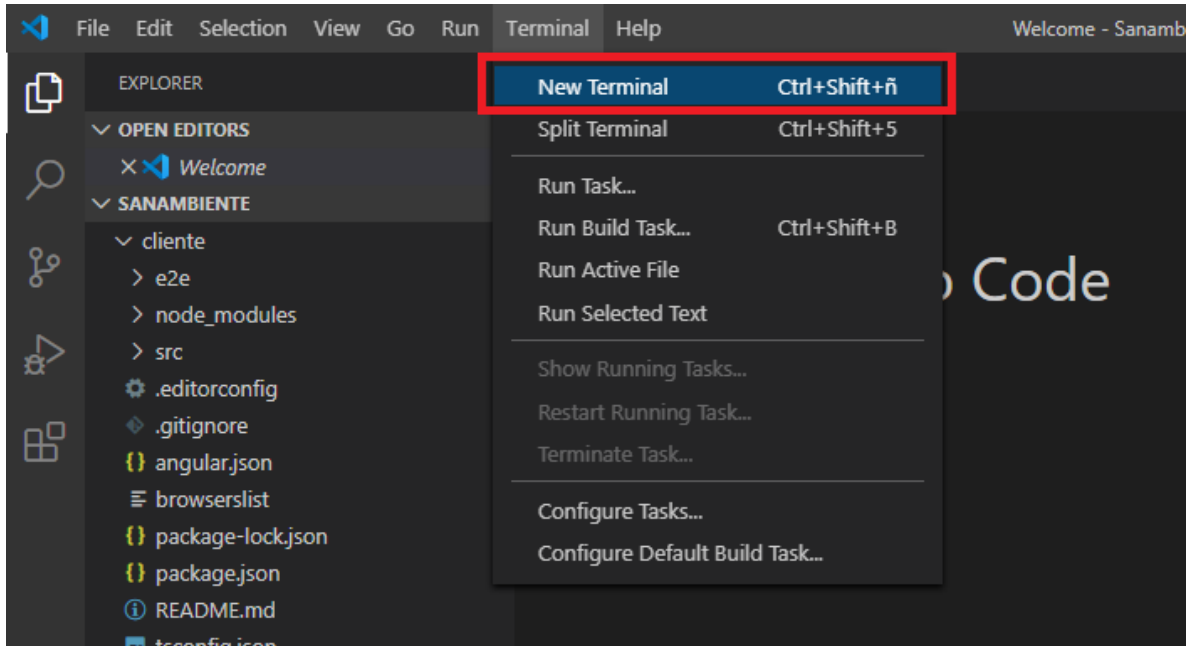 File Edit Selection View Go Run Terminal Help Welcome - Sanamb
EXPLORER
OPEN EDITORS
Welcome
SANAMBIENTE
cliente
e2e
node_modules
src
.editorconfig
.gitignore
{} angular.json
browserslist
{} package-lock.json
{} package.json
README.md
tsconfig.json
New Terminal Ctrl+Shift+ñ
Split Terminal Ctrl+Shift+5
Run Task...
Run Build Task... Ctrl+Shift+B
Run Active File
Run Selected Text
Show Running Tasks...
Restart Running Task...
Terminate Task...
Configure Tasks...
Configure Default Build Task...
Code